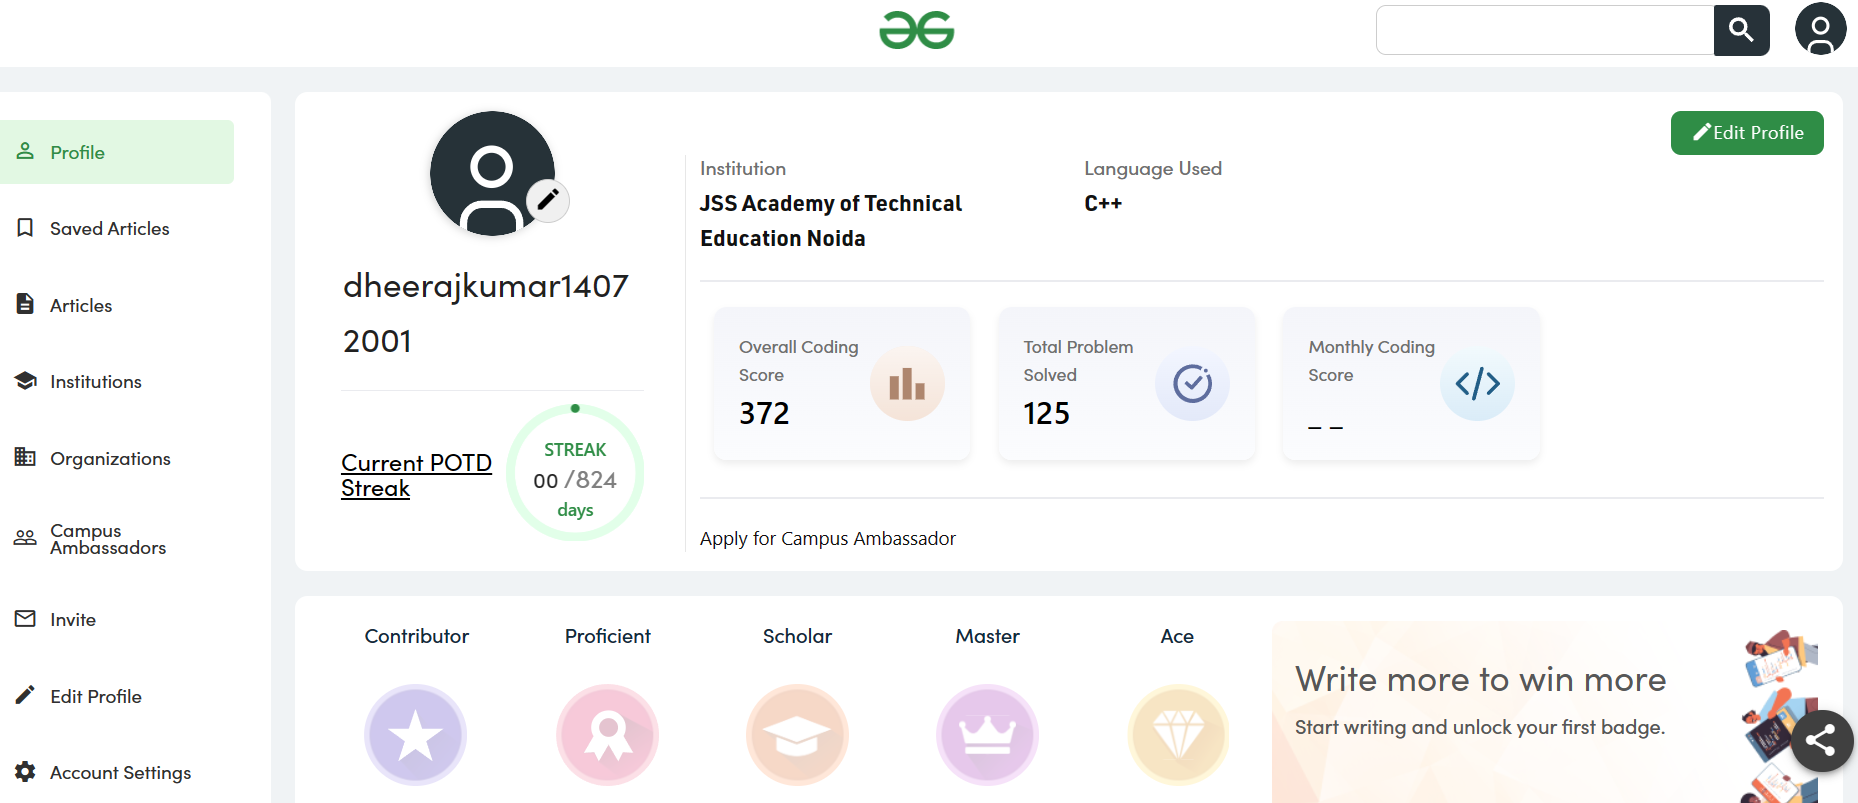 Profile
Saved Articles
Articles
Institutions
Organizations
Campus
Ambassadors
Invite
Edit Profile
Account Settings
dheerajkumar1407
2001
Current POTD
Streak
STREAK
00 /824
days
Edit Profile
Institution
JSS Academy of Technical
Education Noida
Language Used
C++
Overall Coding
Score
372
Total Problem
Solved
125
Monthly Coding
Score
_ _
Apply for Campus Ambassador
Contributor
Proficient
Scholar
Master
Ace
Write more to win more
Start writing and unlock your first badge.